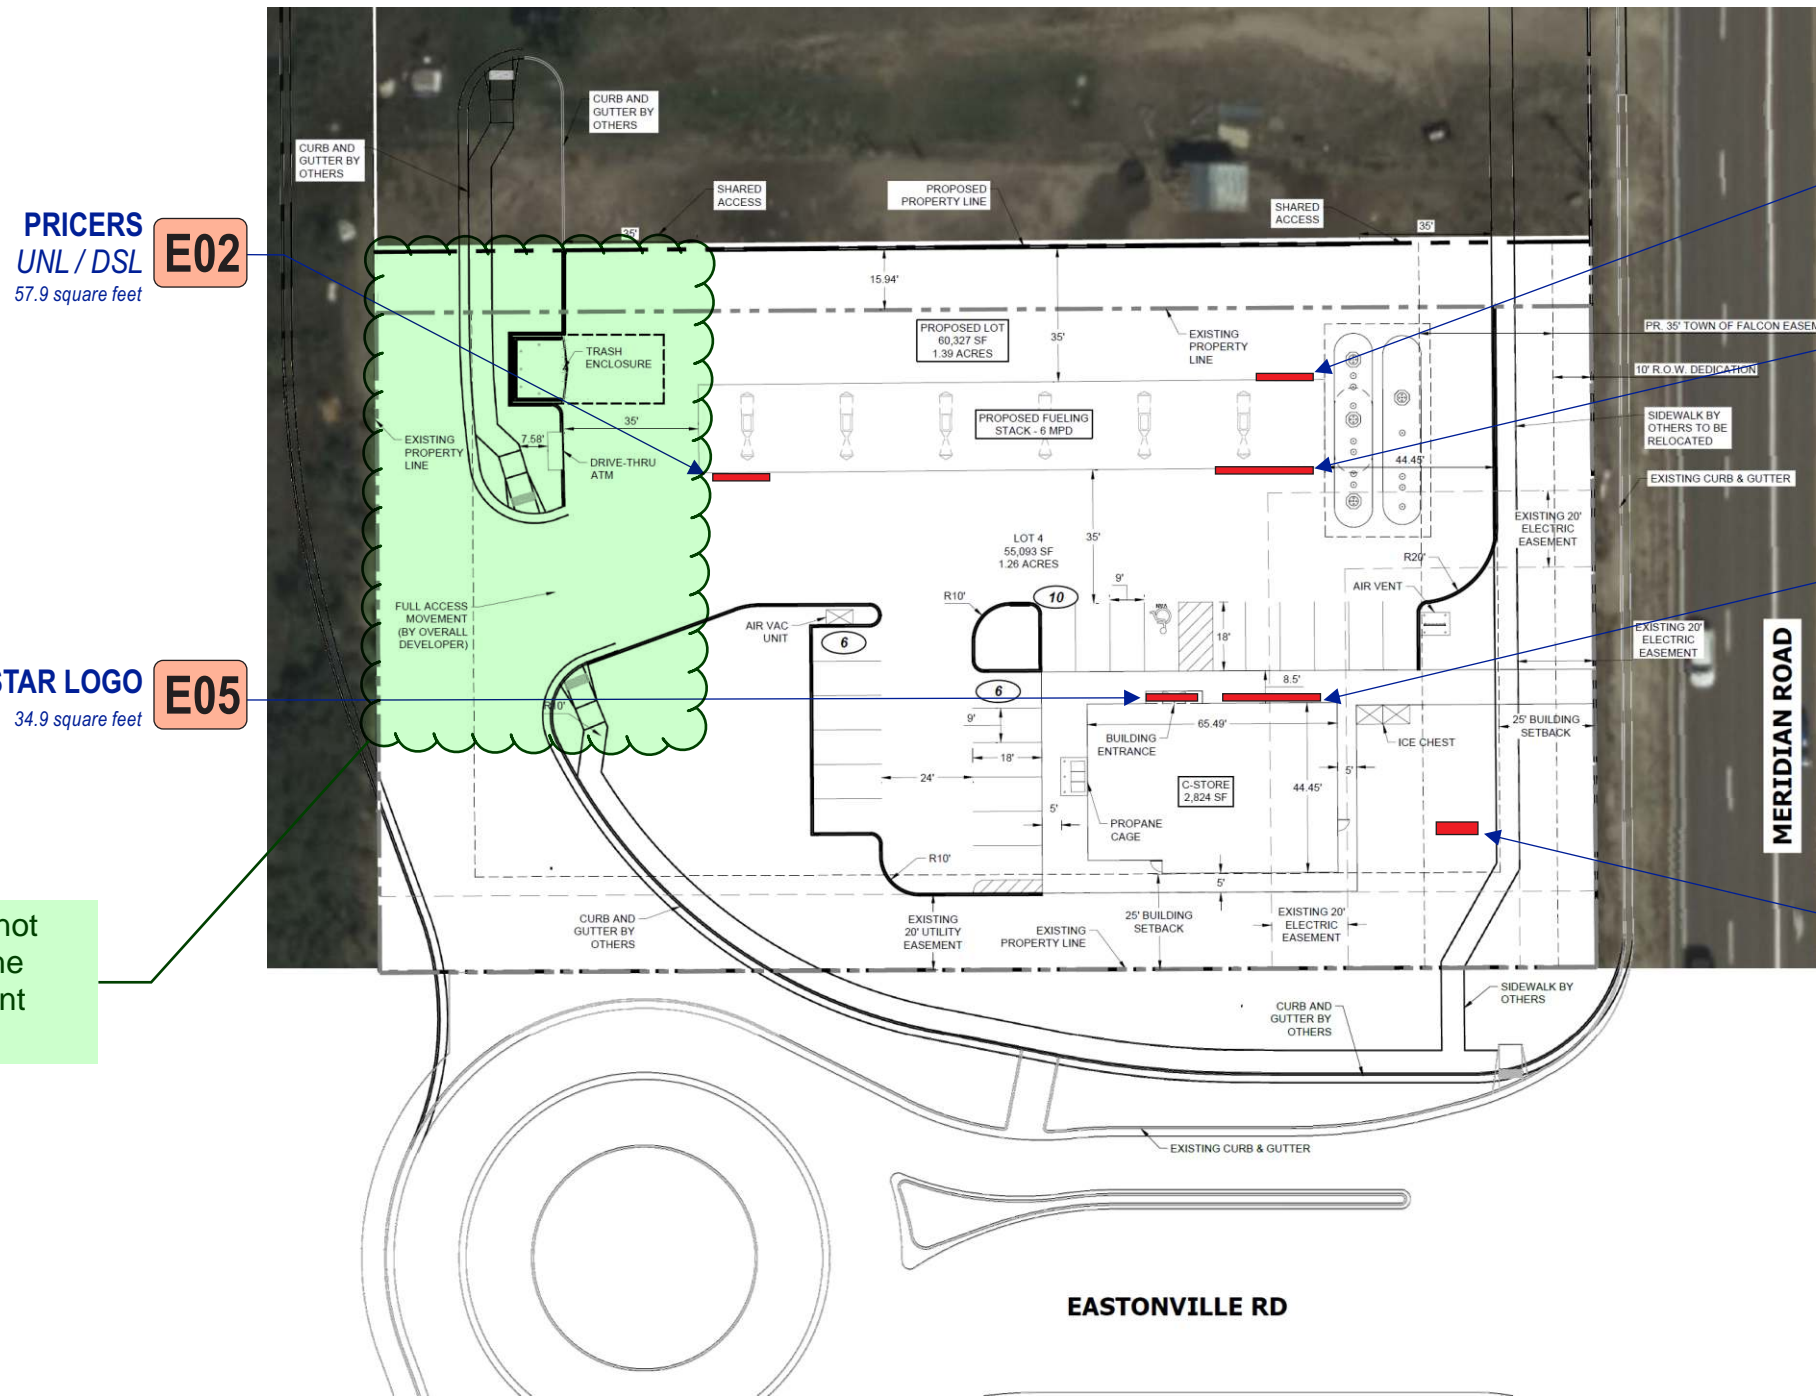 CURB AND
GUTTER BY
OTHERS
CURB AND
GUTTER BY
OTHERS
SHARED
ACCESS
PROPOSED
PROPERTY LINE
SHARED
ACCESS
35'
35'
PRICERS
UNL / DSL
57.9 square feet
E02
15.94'
PROPOSED LOT
60,327 SF
1.39 ACRES
35'
EXISTING
PROPERTY
LINE
PR. 35' TOWN OF FALCON EASEM
10' R.O.W. DEDICATION
TRASH
ENCLOSURE
PROPOSED FUELING
STACK - 6 MPD
SIDEWALK BY
OTHERS TO BE
RELOCATED
EXISTING
PROPERTY
LINE
7.58'
35'
DRIVE-THRU
ATM
44.45'
EXISTING CURB & GUTTER
EXISTING 20'
ELECTRIC
EASEMENT
LOT 4
55,093 SF
1.26 ACRES
35'
9'
R20'
AIR VENT
R10'
10
FULL ACCESS
MOVEMENT
(BY OVERALL
DEVELOPER)
AIR VAC
UNIT
6
18'
EXISTING 20'
ELECTRIC
EASEMENT
STAR LOGO
34.9 square feet
E05
6
8.5'
R10'
9'
65.49'
BUILDING
ENTRANCE
ICE CHEST
25' BUILDING
SETBACK
MERIDIAN ROAD
18'
24'
5'
C-STORE
2,824 SF
44.45'
5'
PROPANE
CAGE
R10'
5'
not
ne
nt
CURB AND
GUTTER BY
OTHERS
EXISTING
20' UTILITY
EASEMENT
EXISTING
PROPERTY LINE
25' BUILDING
SETBACK
EXISTING 20'
ELECTRIC
EASEMENT
SIDEWALK BY
OTHERS
CURB AND
GUTTER BY
OTHERS
EXISTING CURB & GUTTER
EASTONVILLE RD